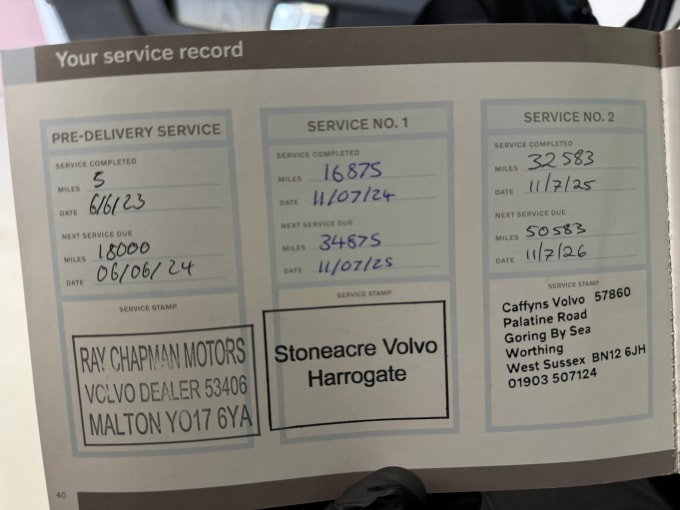 Your service record
PRE-DELIVERY SERVICE
SERVICE COMPLETED
MILES 5
DATE 6/6/23
NEXT SERVICE DUE
MILES 18000
DATE 06/06/24
SERVICE STAMP
RAY CHAPMAN MOTORS
VOLVO DEALER 53406
MALTON YO17 6YA
SERVICE NO. 1
SERVICE COMPLETED
MILES 16875
DATE 11/07/24
NEXT SERVICE DUE
MILES 34875
DATE 11/07/25
SERVICE STAMP
Stoneacre Volvo
Harrogate
SERVICE NO. 2
SERVICE COMPLETED
MILES 32583
DATE 11/7/25
NEXT SERVICE DUE
MILES 50583
DATE 11/7/26
SERVICE STAMP
Caffyns Volvo 57860
Palatine Road
Goring By Sea
Worthing
West Sussex BN12 6JH
01903 507124
40